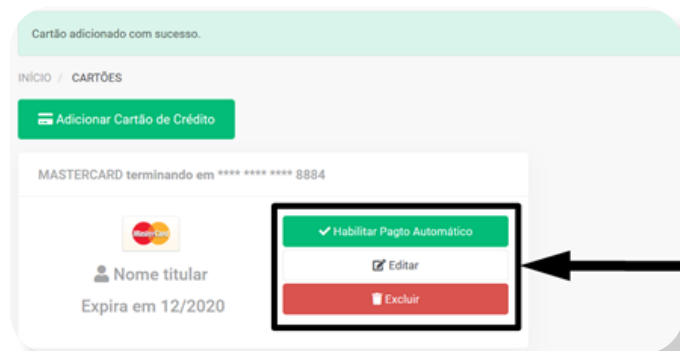 Cartão adicionado com sucesso.
INÍCIO / CARTÕES
Adicionar Cartão de Crédito
MASTERCARD terminando em **** **** **** 8884
MasterCard
Habilitar Pagto Automático
Nome titular
Editar
Expira em 12/2020
Excluir